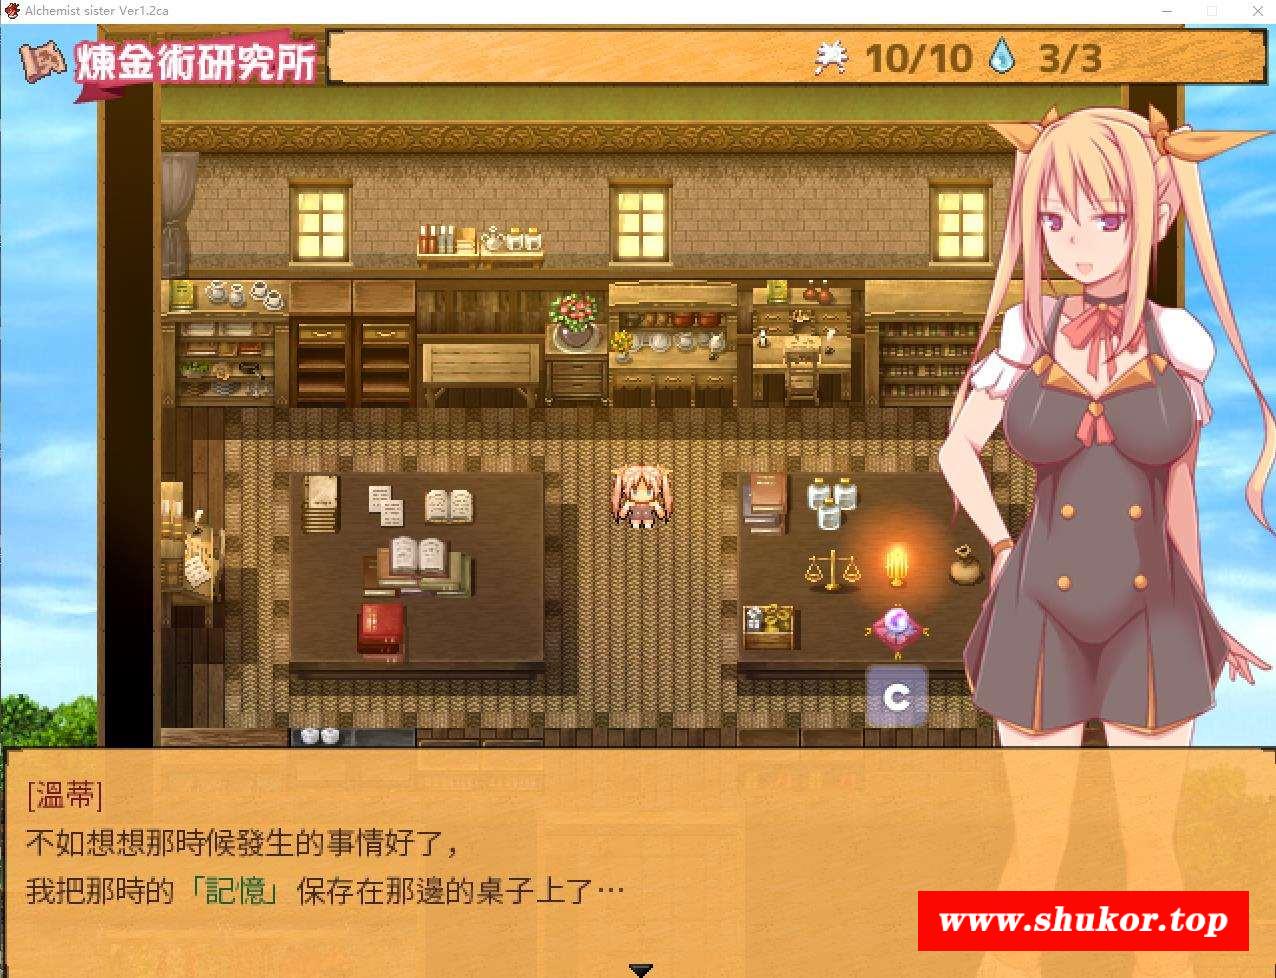 Alchemist sister Ver1.2ca
煉金術研究所
10/10 3/3
C
[溫蒂]
不如想想那時候發生的事情好了，
我把那時的「記憶」保存在那邊的桌子上了…
www.shukor.top